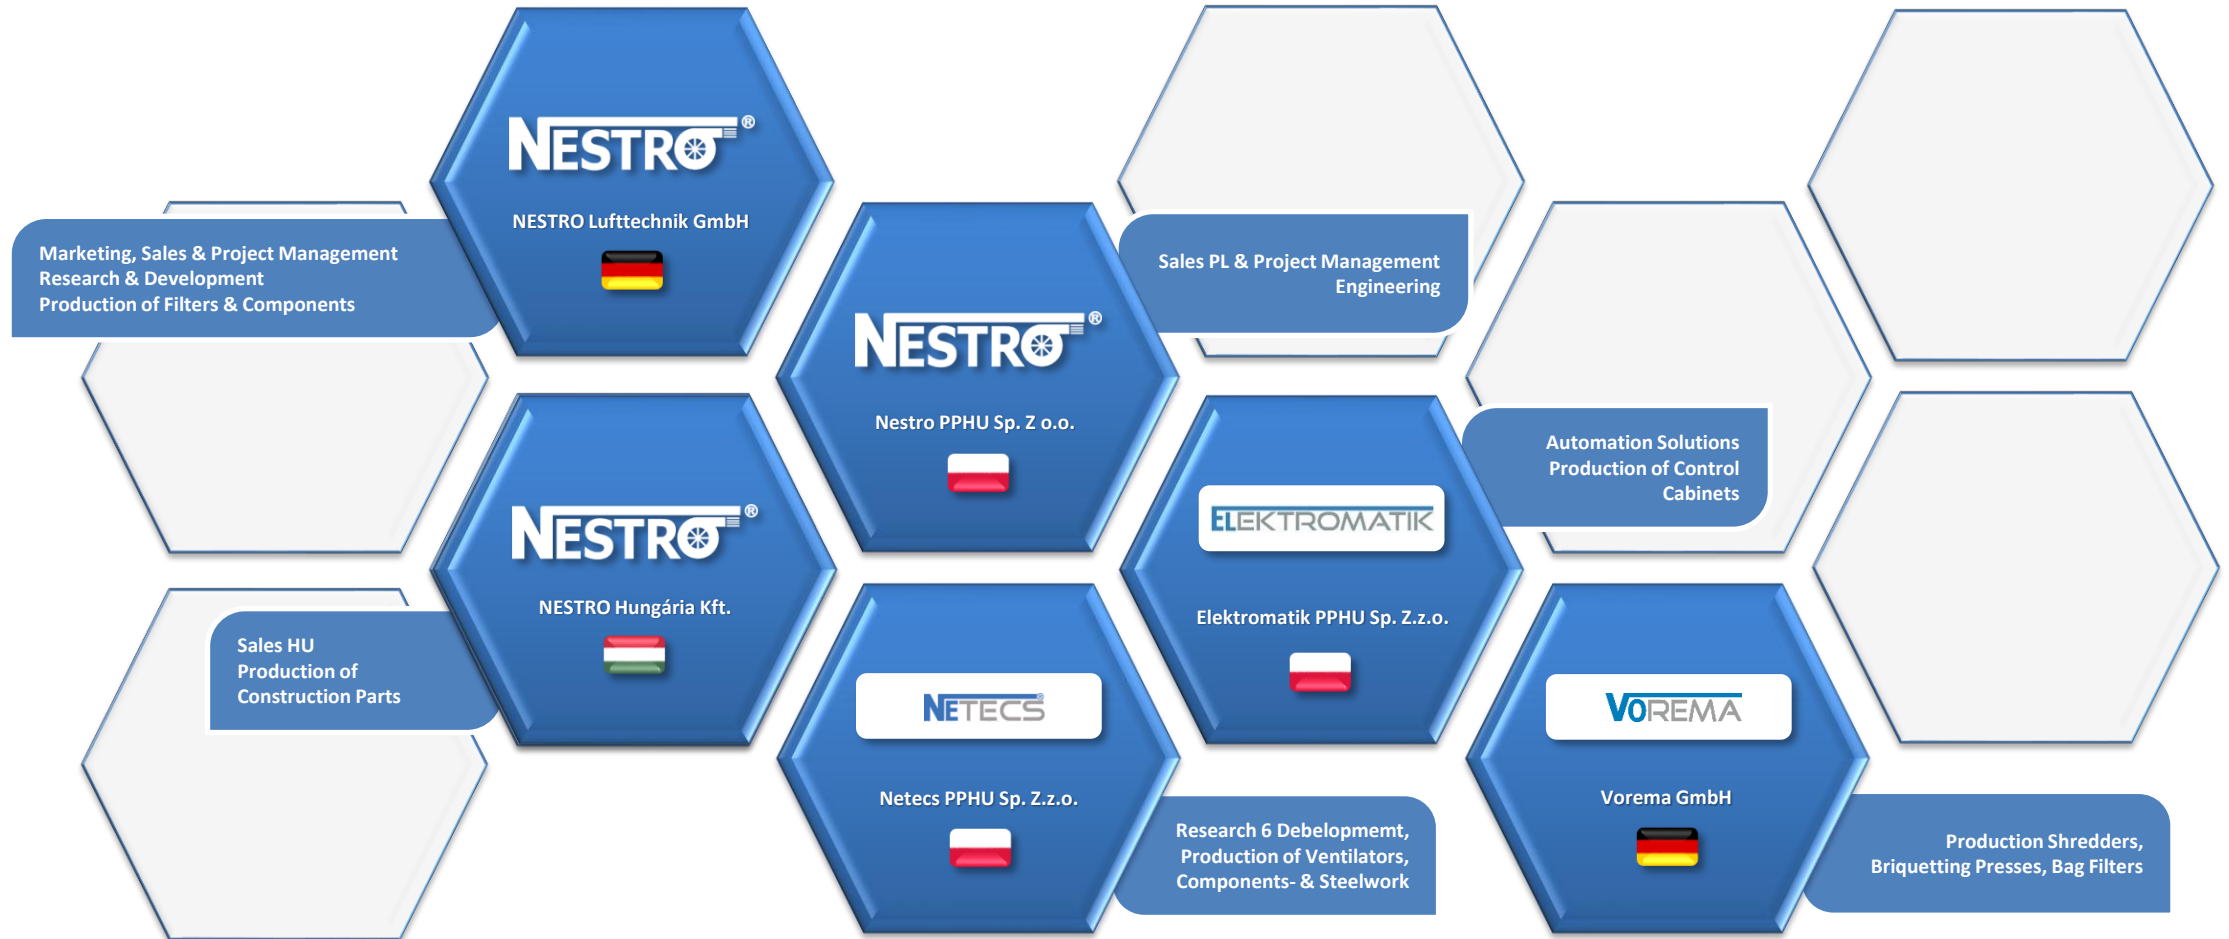 NESTRO®
NESTRO Lufttechnik GmbH
Marketing, Sales & Project Management
Research & Development
Production of Filters & Components
NESTRO®
Nestro PPHU Sp. Z o.o.
Sales PL & Project Management
Engineering
NESTRO®
NESTRO Hungária Kft.
Sales HU
Production of
Construction Parts
ELEKTROMATIK
Elektromatik PPHU Sp. Z.z.o.
Automation Solutions
Production of Control
Cabinets
NETECS®
Netecs PPHU Sp. Z.z.o.
Research 6 Debelopmemt,
Production of Ventilators,
Components- & Steelwork
VOREMA
Vorema GmbH
Production Shredders,
Briquetting Presses, Bag Filters